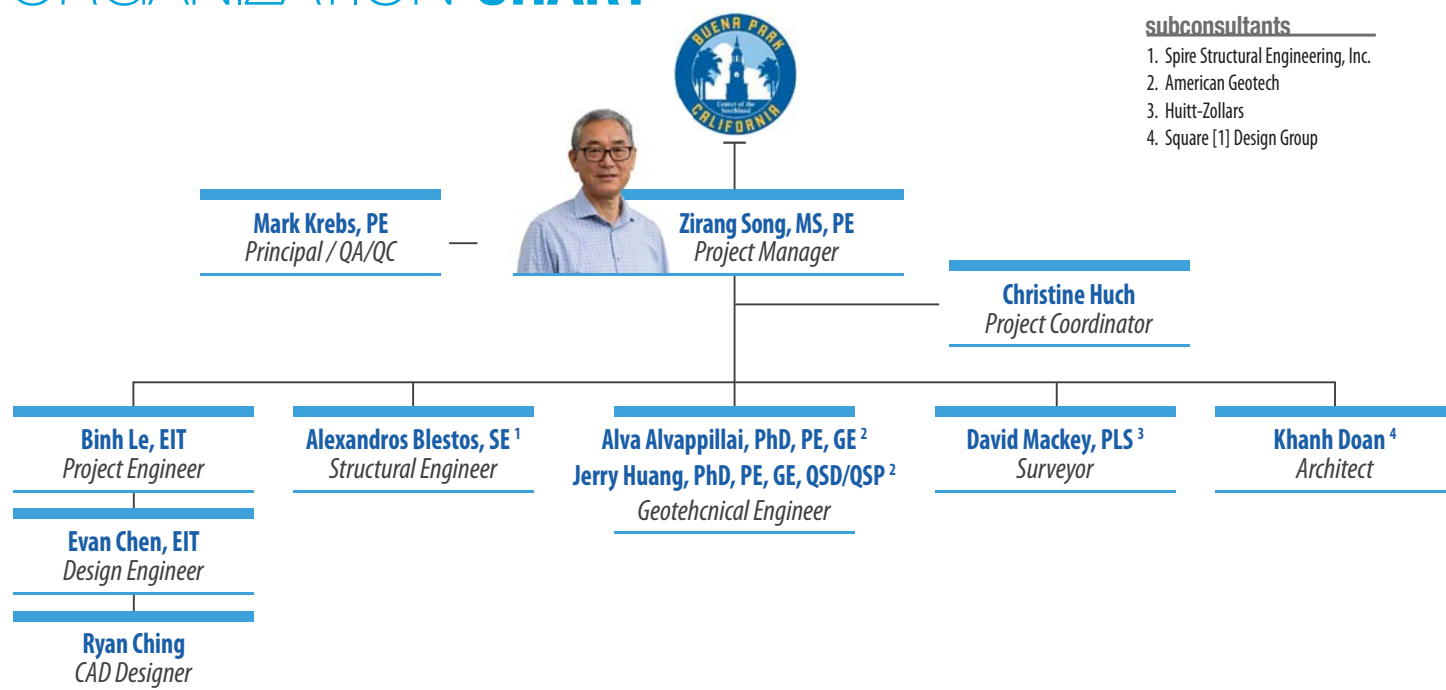 ORGANIZATION CHART
BUENA PARK
Center of the
Southland
CALIFORNIA
subconsultants
1. Spire Structural Engineering, Inc.
2. American Geotech
3. Huitt-Zollars
4. Square [1] Design Group
Mark Krebs, PE
Principal / QA/QC
Zirang Song, MS, PE
Project Manager
Christine Huch
Project Coordinator
Binh Le, EIT
Project Engineer
Evan Chen, EIT
Design Engineer
Ryan Ching
CAD Designer
Alexandros Blestos, SE 1
Structural Engineer
Alva Alvappillai, PhD, PE, GE 2
Jerry Huang, PhD, PE, GE, QSD/QSP 2
Geotehcnical Engineer
David Mackey, PLS 3
Surveyor
Khanh Doan 4
Architect